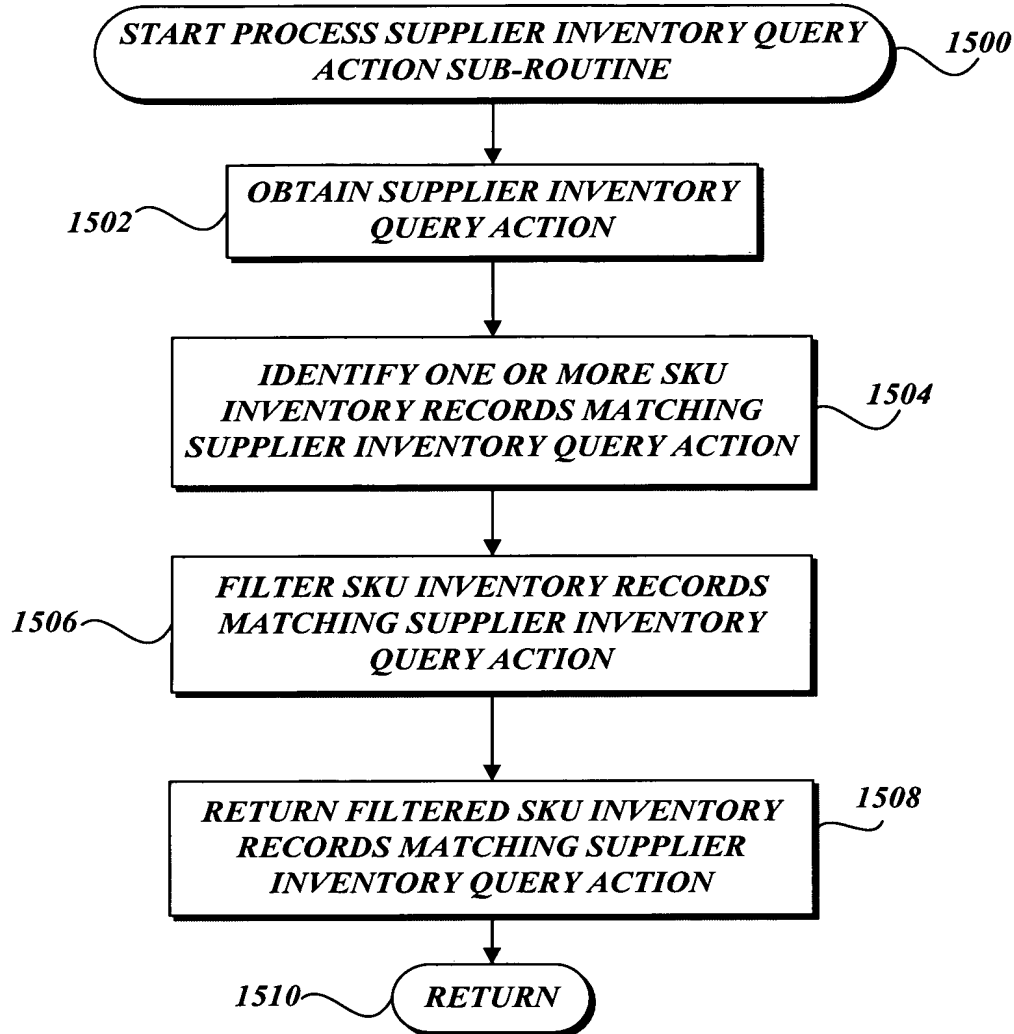 START PROCESS SUPPLIER INVENTORY QUERY
ACTION SUB-ROUTINE
1500
OBTAIN SUPPLIER INVENTORY
QUERY ACTION
1502
IDENTIFY ONE OR MORE SKU
INVENTORY RECORDS MATCHING
SUPPLIER INVENTORY QUERY ACTION
1504
FILTER SKU INVENTORY RECORDS
MATCHING SUPPLIER INVENTORY
QUERY ACTION
1506
RETURN FILTERED SKU INVENTORY
RECORDS MATCHING SUPPLIER
INVENTORY QUERY ACTION
1508
RETURN
1510